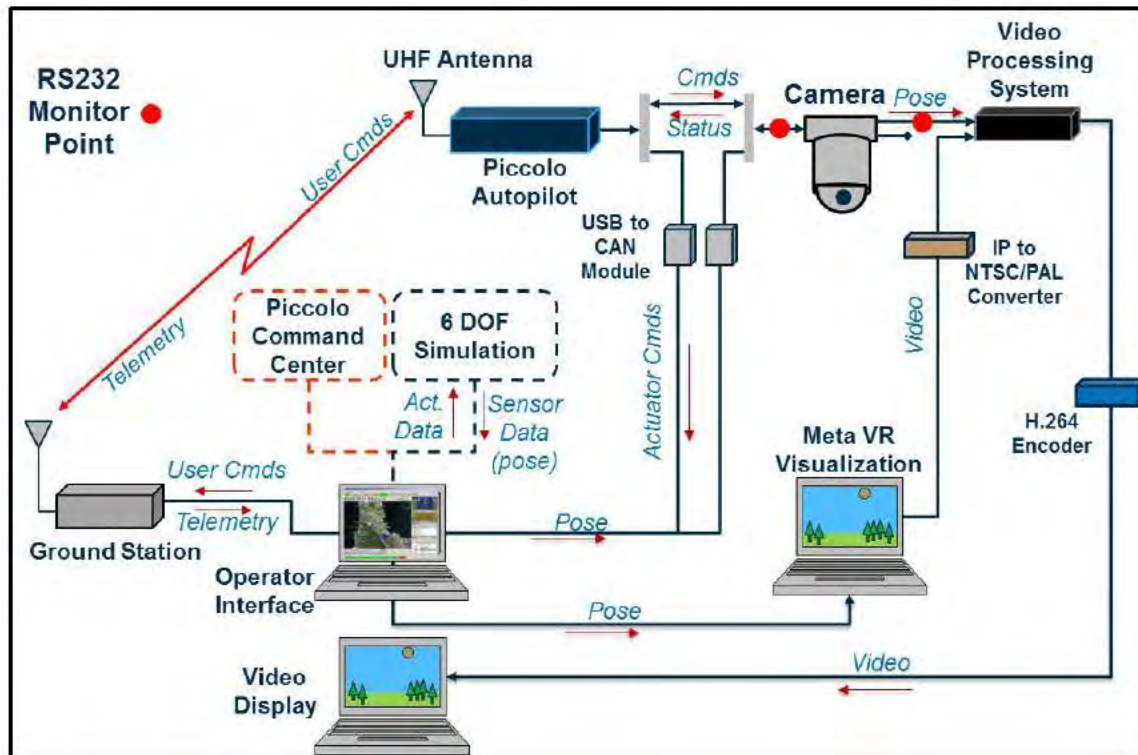 RS232
Monitor
Point
UHF Antenna
User Cmds
Telemetry
Piccolo
Autopilot
Cmds
Status
Camera
Pose
Video
Processing
System
USB to
CAN
Module
IP to
NTSC/PAL
Converter
Piccolo
Command
Center
6 DOF
Simulation
Act.
Data
Sensor
Data
(pose)
Actuator Cmds
Video
H.264
Encoder
Meta VR
Visualization
User Cmds
Telemetry
Ground Station
Pose
Operator
Interface
Pose
Video
Display
Video